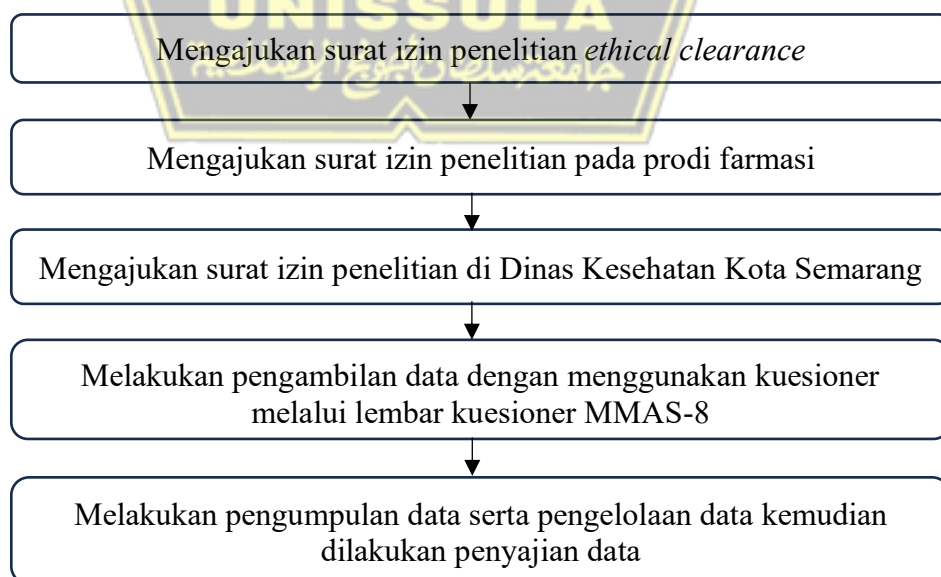 UNISSULA
Mengajukan surat izin penelitian ethical clearance
Mengajukan surat izin penelitian pada prodi farmasi
Mengajukan surat izin penelitian di Dinas Kesehatan Kota Semarang
Melakukan pengambilan data dengan menggunakan kuesioner
melalui lembar kuesioner MMAS-8
Melakukan pengumpulan data serta pengelolaan data kemudian
dilakukan penyajian data